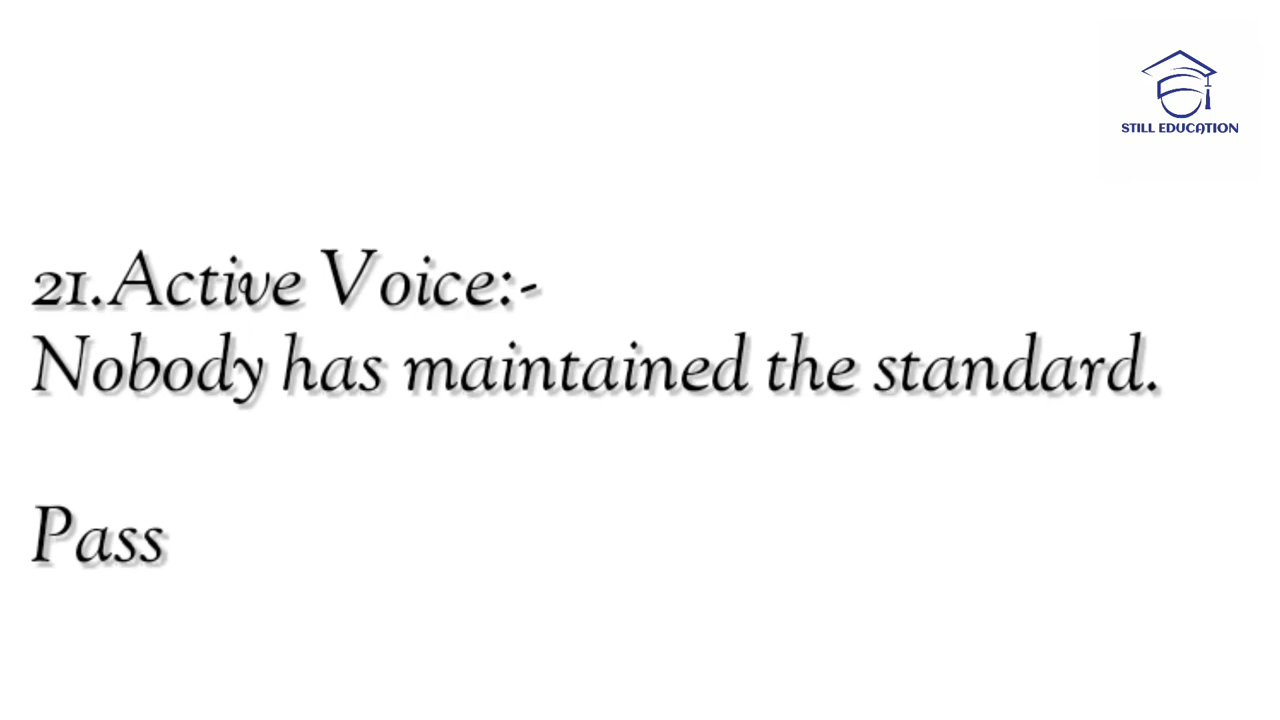 STILL EDUCATION
21.Active Voice:-
Nobody has maintained the standard.
Pass